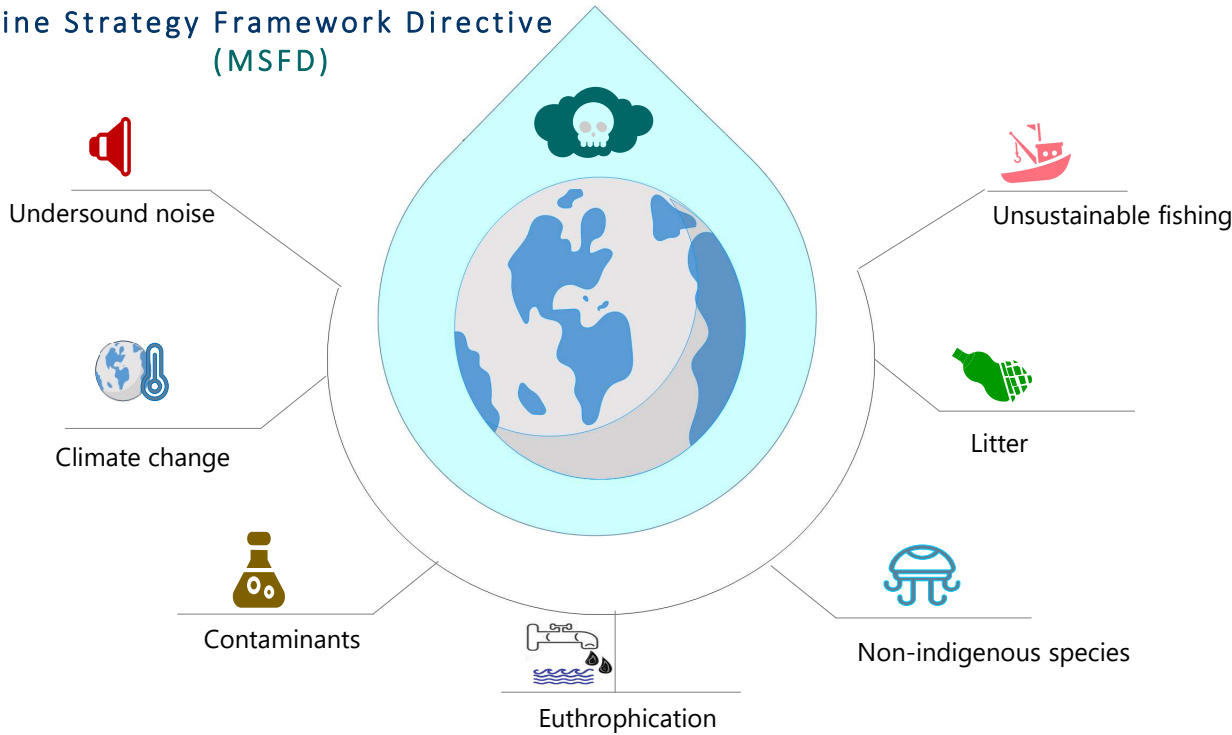 ine Strategy Framework Directive
(MSFD)
Undersound noise
Unsustainable fishing
Climate change
Litter
Contaminants
Non-indigenous species
Euthrophication